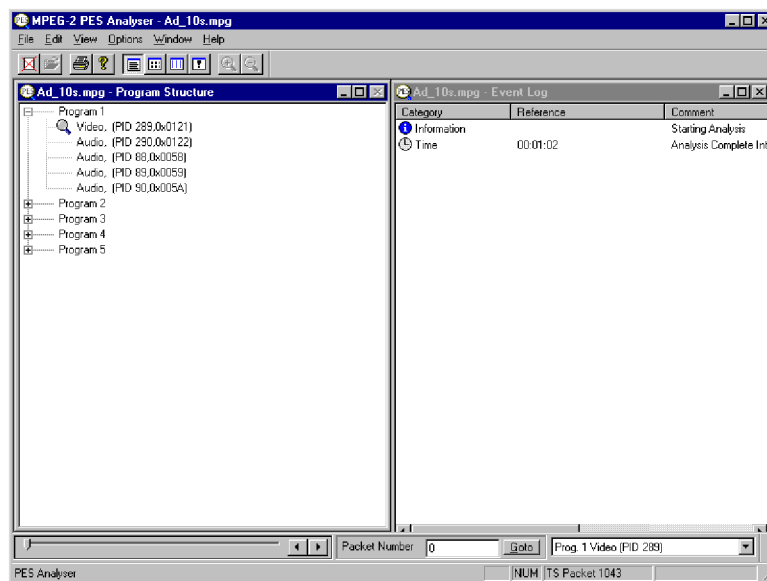 MPEG-2 PES Analyser - Ad_10s.mpg
File Edit View Options Window Help
Ad_10s.mpg - Program Structure
Program 1
Video, (PID 289,0x0121)
Audio, (PID 290,0x0122)
Audio, (PID 88,0x0058)
Audio, (PID 89,0x0059)
Audio, (PID 90,0x005A)
Program 2
Program 3
Program 4
Program 5
Ad_10s.mpg - Event Log
Category Reference Comment
Information Starting Analysis
Time 00:01:02 Analysis Complete Int
Packet Number 0 Goto Prog. 1 Video (PID 289)
PES Analyser NUM TS Packet 1043